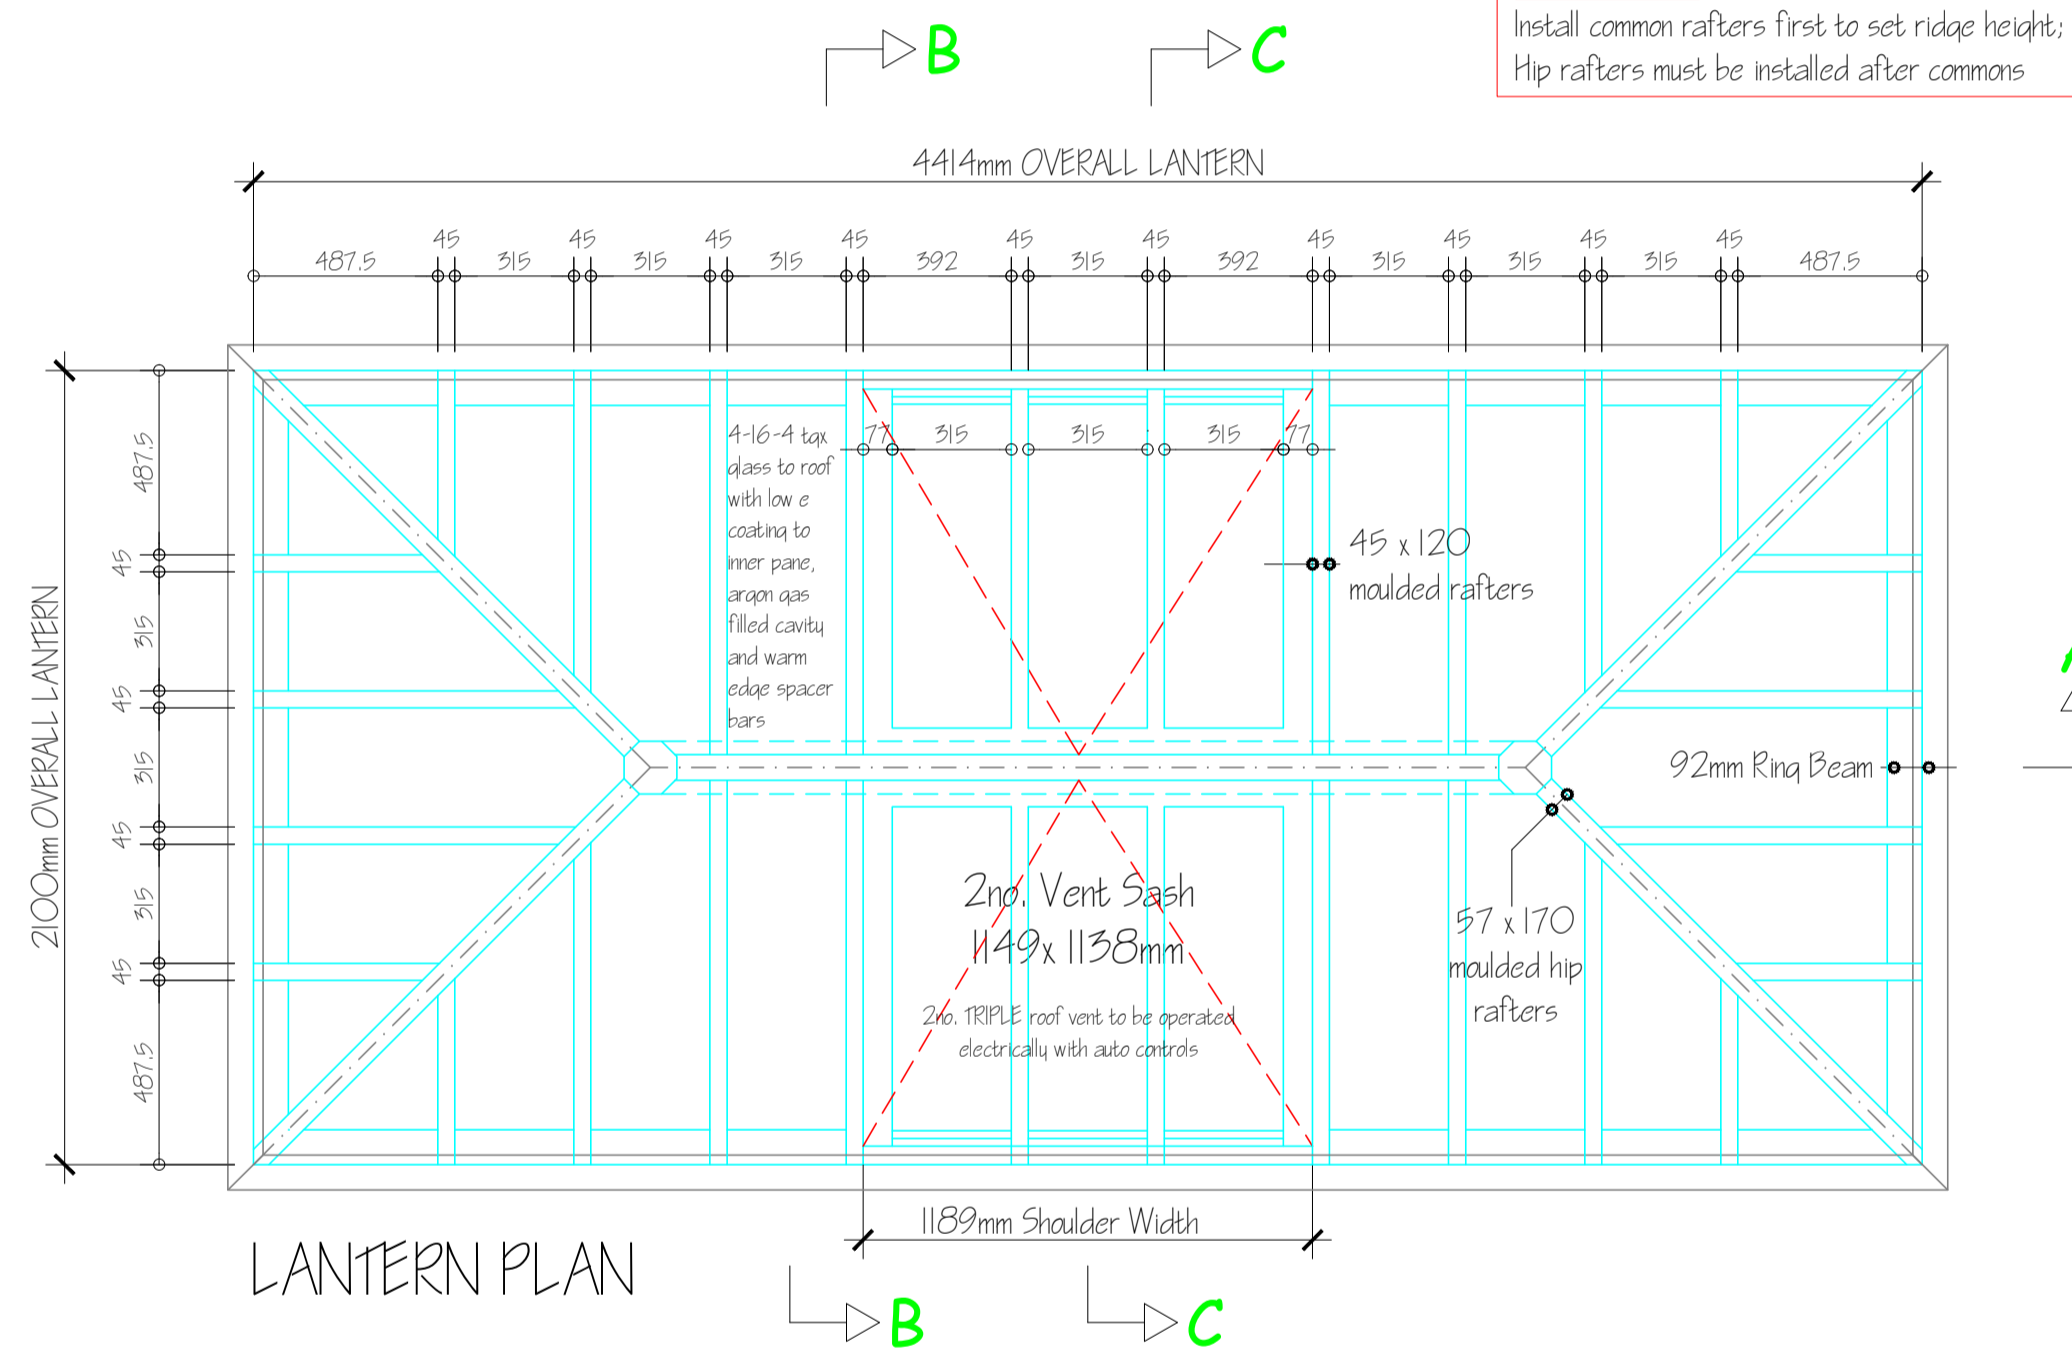 Install common rafters first to set ridge height;
Hip rafters must be installed after commons
B C
4414mm OVERALL LANTERN
45 45 45 45 45 45 45 45 45 45
487.5 315 315 315 392 315 392 315 315 315 487.5
77 315 315 315 77
4-16-4 tgx
glass to roof
with low e
coating to
inner pane,
argon gas
filled cavity
and warm
edge spacer
bars
45 x 120
moulded rafters
2100mm OVERALL LANTERN
487.5
45
315
45
315
45
315
45
487.5
92mm Ring Beam
57 x 170
moulded hip
rafters
2no. Vent Sash
1149x 1138mm
2no. TRIPLE roof vent to be operated
electrically with auto controls
1189mm Shoulder Width
LANTERN PLAN
B C